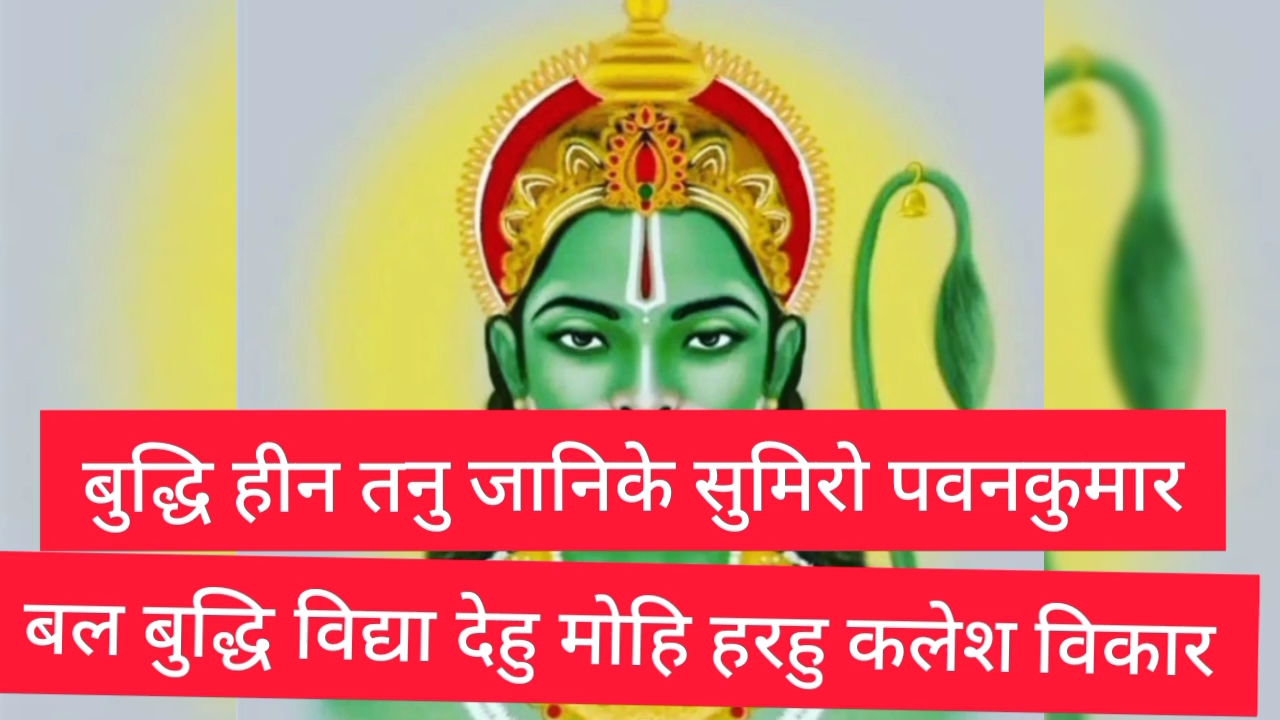 बुद्धि हीन तनु जानिके सुमिरो पवनकुमार
बल बुद्धि विद्या देहु मोहि हरहु कलेश विकार